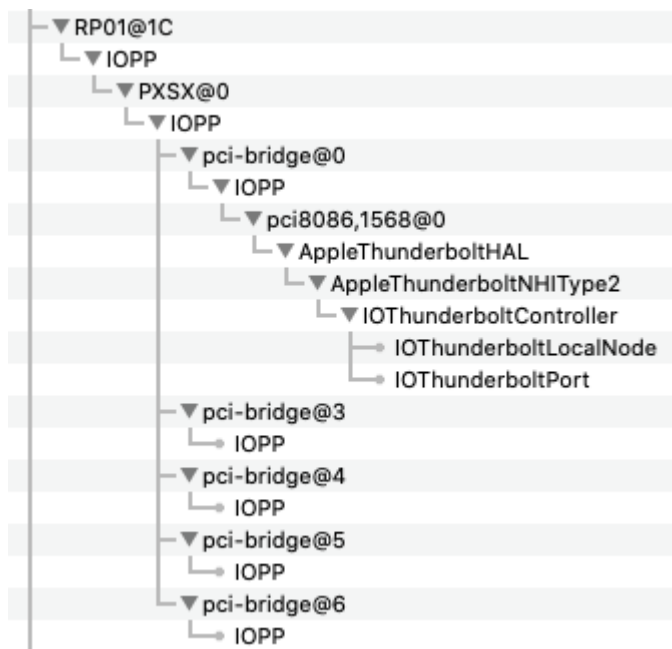 RP01@1C
IOPP
PXSX@0
IOPP
pci-bridge@0
IOPP
pci8086,1568@0
AppleThunderboltHAL
AppleThunderboltNHIType2
IOThunderboltController
IOThunderboltLocalNode
IOThunderboltPort
pci-bridge@3
IOPP
pci-bridge@4
IOPP
pci-bridge@5
IOPP
pci-bridge@6
IOPP